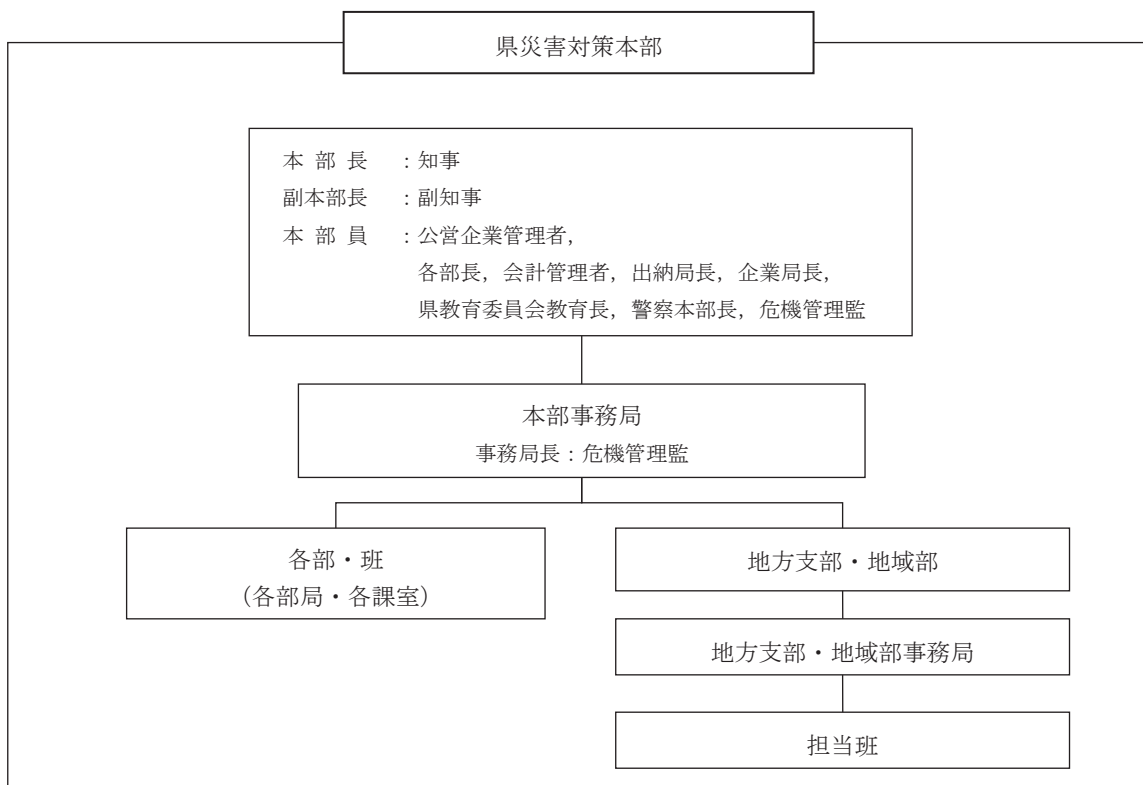 県災害対策本部
本 部 長 ：知事
副本部長 ：副知事
本 部 員 ：公営企業管理者，
各部長，会計管理者，出納局長，企業局長，
県教育委員会教育長，警察本部長，危機管理監
本部事務局
事務局長：危機管理監
各部・班
（各部局・各課室）
地方支部・地域部
地方支部・地域部事務局
担当班